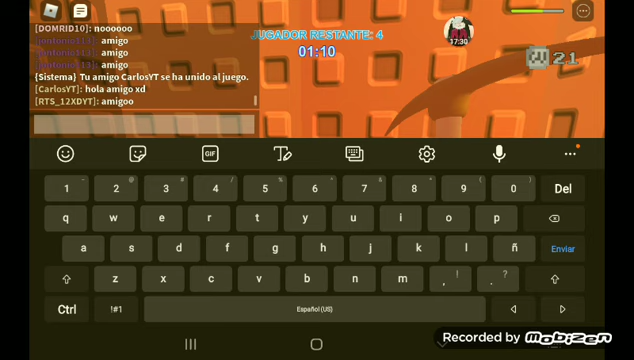 [DOMRID10]: nooooo
amigo
amigo
amigo
{Sistema} Tu amigo CarlosYT se ha unido al juego.
[CarlosYT]: hola amigo xd
[RTS_12XDYT]: amigoo
JUGADOR RESTANTE: 4
01:10
17:30
21
GIF
1 2 3 4 5 6 7 8 9 0 Del
q w e r t y u i o p
a s d f g h j k l ñ Enviar
z x c v b n m , ! . ?
Ctrl !#1 Español (US)
Recorded by Mobizen